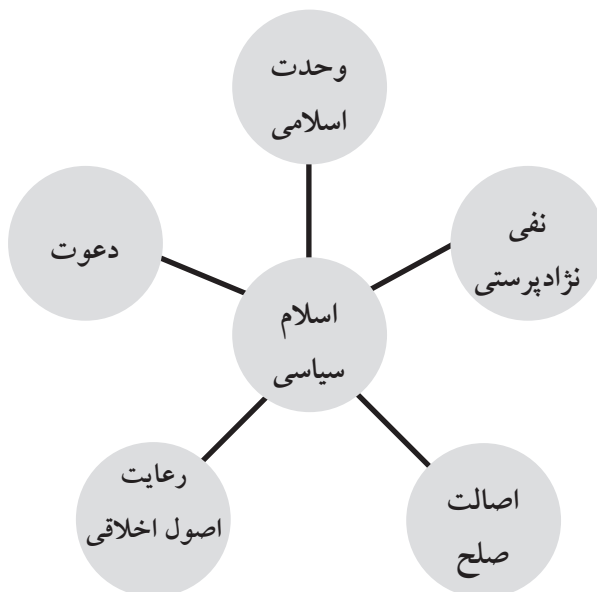 وحدت
اسلامی
نفی
نژادپرستی
دعوت
اسلام
سیاسی
رعایت
اصول اخلاقی
اصالت
صلح